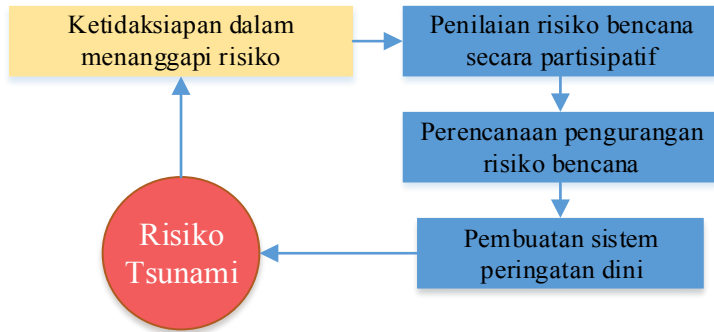 Ketidaksiapan dalam
menanggapi risiko
Penilaian risiko bencana
secara partisipatif
Perencanaan pengurangan
risiko bencana
Pembuatan sistem
peringatan dini
Risiko
Tsunami